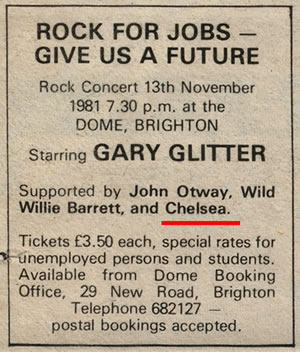 ROCK FOR JOBS —
GIVE US A FUTURE
Rock Concert 13th November
1981 7.30 p.m. at the
DOME, BRIGHTON
Starring GARY GLITTER
Supported by John Otway, Wild
Willie Barrett, and Chelsea.
Tickets £3.50 each, special rates for
unemployed persons and students.
Available from Dome Booking
Office, 29 New Road, Brighton
Telephone 682127 —
postal bookings accepted.